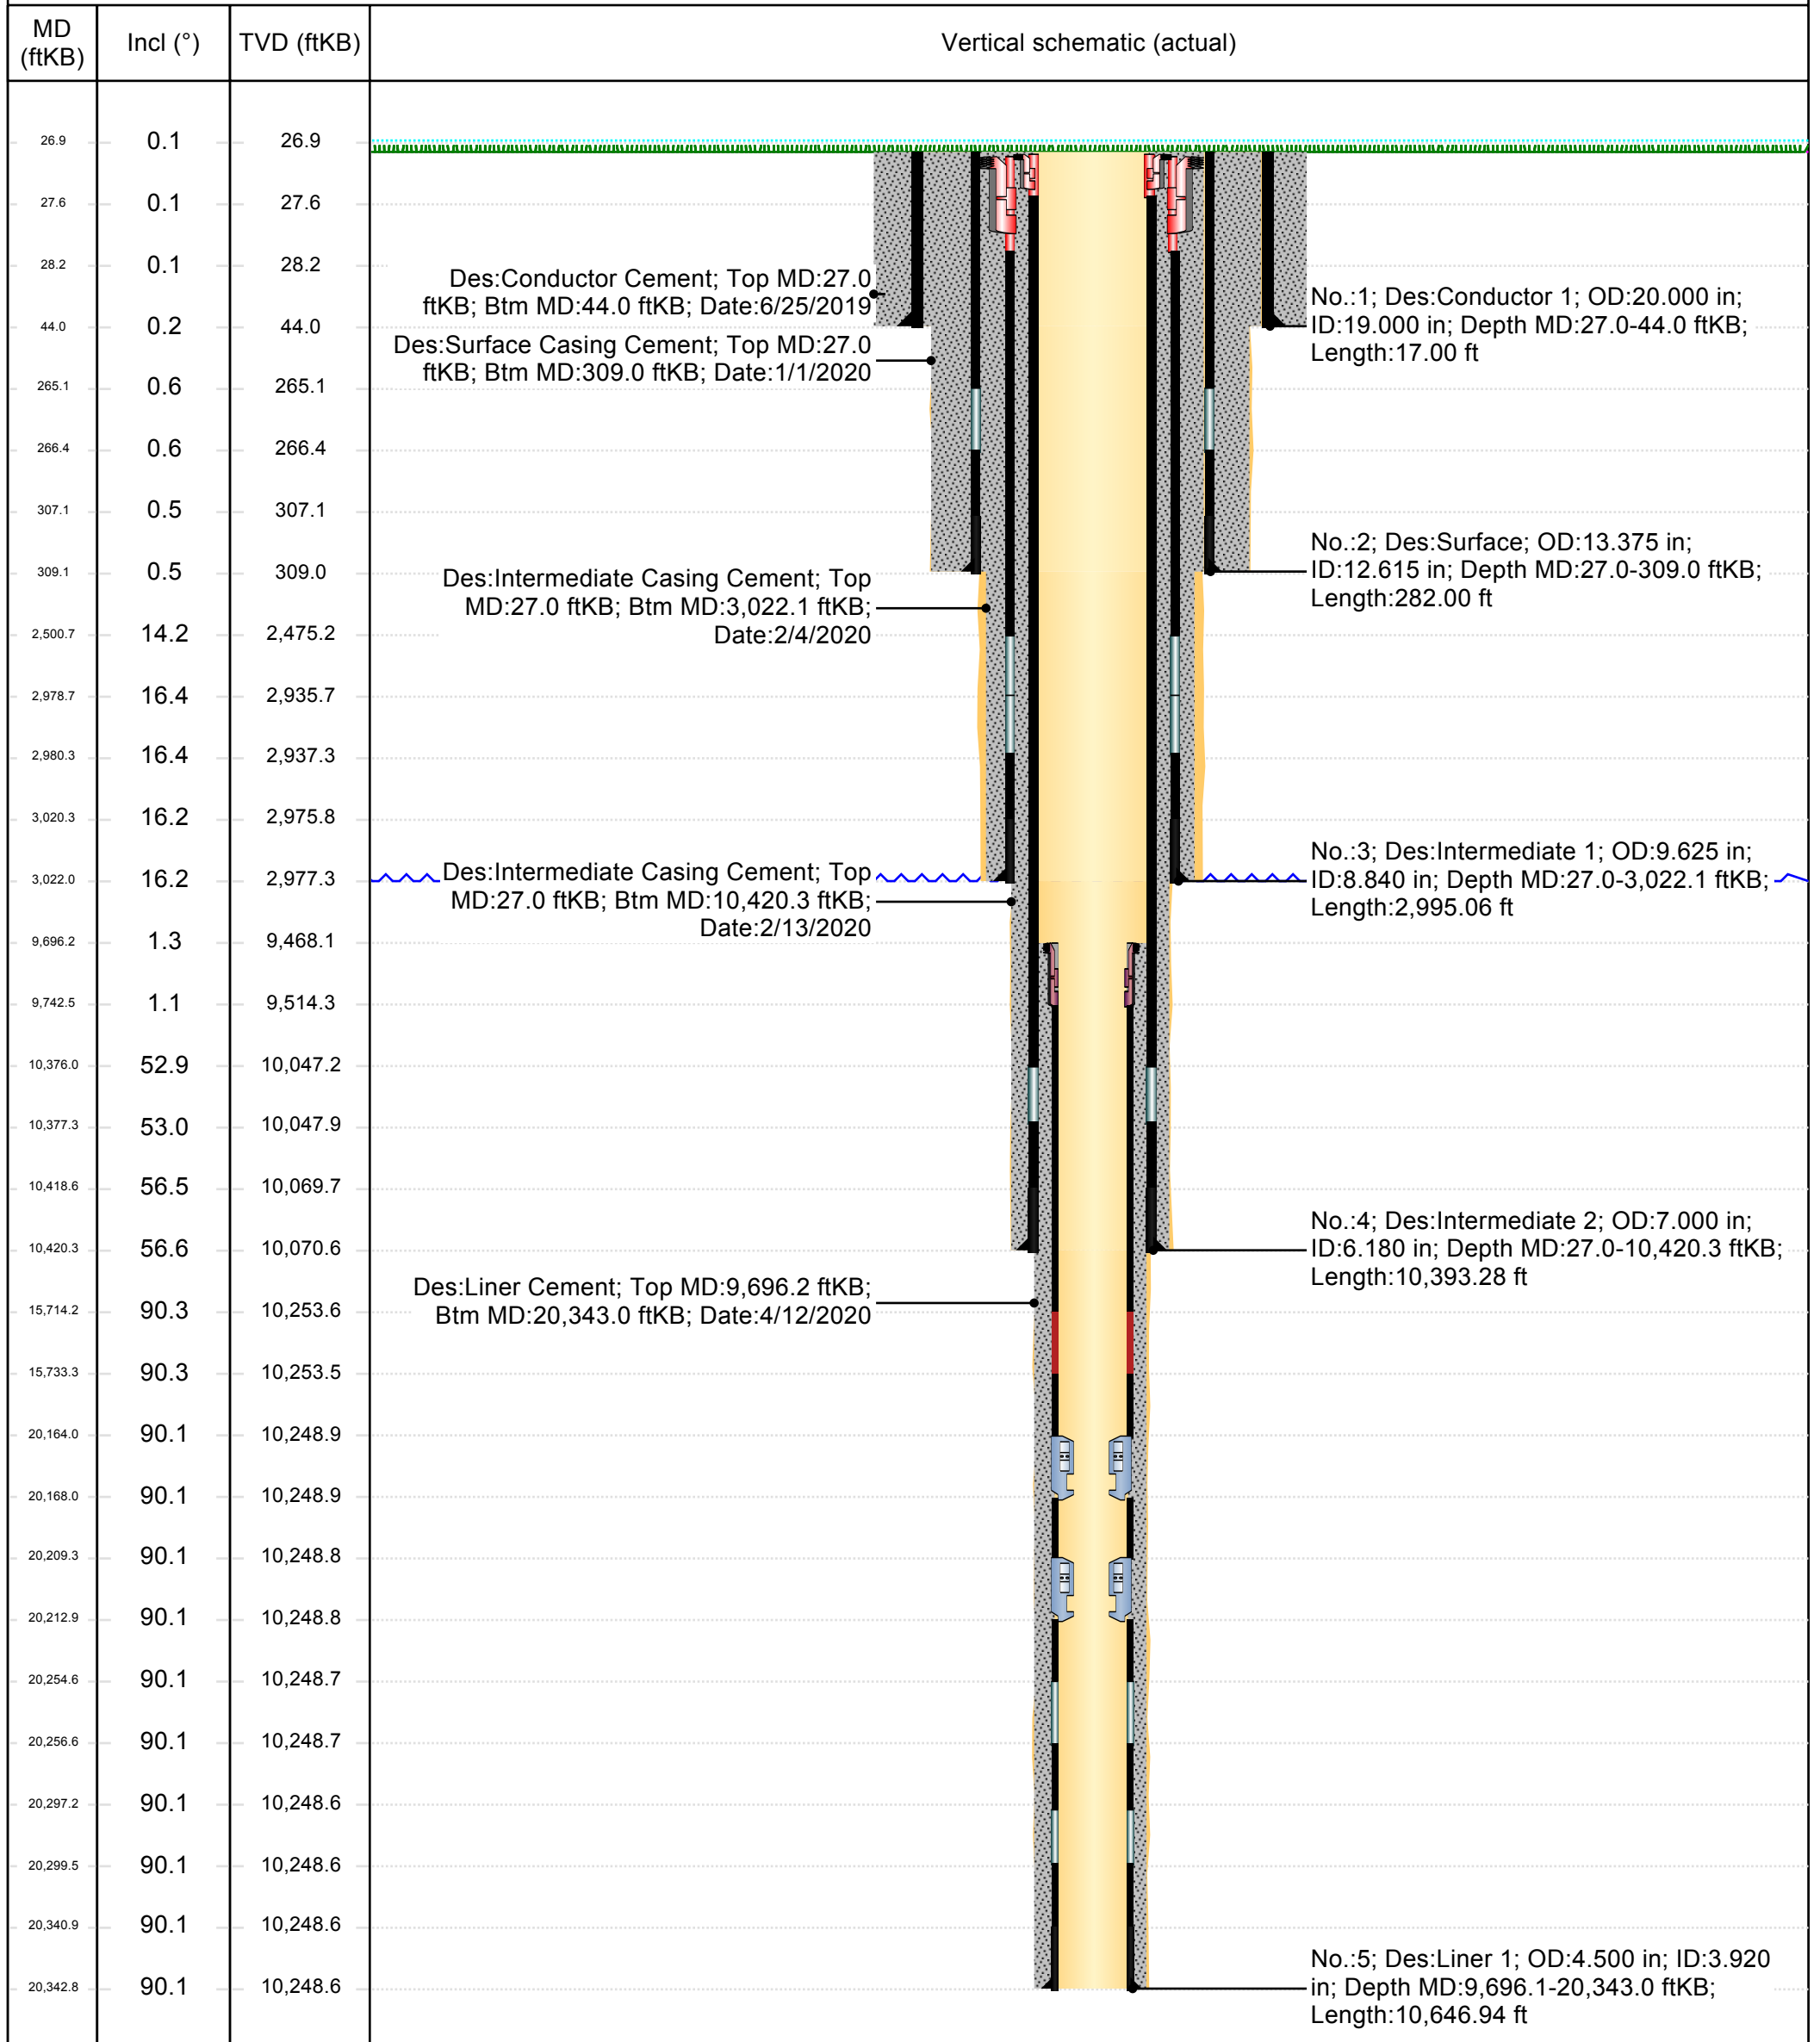 MD (ftKB) Incl (°) TVD (ftKB) Vertical schematic (actual)
26.9 0.1 26.9
27.6 0.1 27.6
28.2 0.1 28.2
Des:Conductor Cement; Top MD:27.0
ftKB; Btm MD:44.0 ftKB; Date:6/25/2019
No.:1; Des:Conductor 1; OD:20.000 in;
ID:19.000 in; Depth MD:27.0-44.0 ftKB;
Length:17.00 ft
44.0 0.2 44.0
Des:Surface Casing Cement; Top MD:27.0
ftKB; Btm MD:309.0 ftKB; Date:1/1/2020
265.1 0.6 265.1
266.4 0.6 266.4
307.1 0.5 307.1
No.:2; Des:Surface; OD:13.375 in;
ID:12.615 in; Depth MD:27.0-309.0 ftKB;
Length:282.00 ft
309.1 0.5 309.0
Des:Intermediate Casing Cement; Top
MD:27.0 ftKB; Btm MD:3,022.1 ftKB;
Date:2/4/2020
2,500.7 14.2 2,475.2
2,978.7 16.4 2,935.7
2,980.3 16.4 2,937.3
3,020.3 16.2 2,975.8
No.:3; Des:Intermediate 1; OD:9.625 in;
ID:8.840 in; Depth MD:27.0-3,022.1 ftKB;
Length:2,995.06 ft
3,022.0 16.2 2,977.3
Des:Intermediate Casing Cement; Top
MD:27.0 ftKB; Btm MD:10,420.3 ftKB;
Date:2/13/2020
9,696.2 1.3 9,468.1
9,742.5 1.1 9,514.3
10,376.0 52.9 10,047.2
10,377.3 53.0 10,047.9
10,418.6 56.5 10,069.7
No.:4; Des:Intermediate 2; OD:7.000 in;
ID:6.180 in; Depth MD:27.0-10,420.3 ftKB;
Length:10,393.28 ft
10,420.3 56.6 10,070.6
Des:Liner Cement; Top MD:9,696.2 ftKB;
Btm MD:20,343.0 ftKB; Date:4/12/2020
15,714.2 90.3 10,253.6
15,733.3 90.3 10,253.5
20,164.0 90.1 10,248.9
20,168.0 90.1 10,248.9
20,209.3 90.1 10,248.8
20,212.9 90.1 10,248.8
20,254.6 90.1 10,248.7
20,256.6 90.1 10,248.7
20,297.2 90.1 10,248.6
20,299.5 90.1 10,248.6
20,340.9 90.1 10,248.6
No.:5; Des:Liner 1; OD:4.500 in; ID:3.920
in; Depth MD:9,696.1-20,343.0 ftKB;
Length:10,646.94 ft
20,342.8 90.1 10,248.6